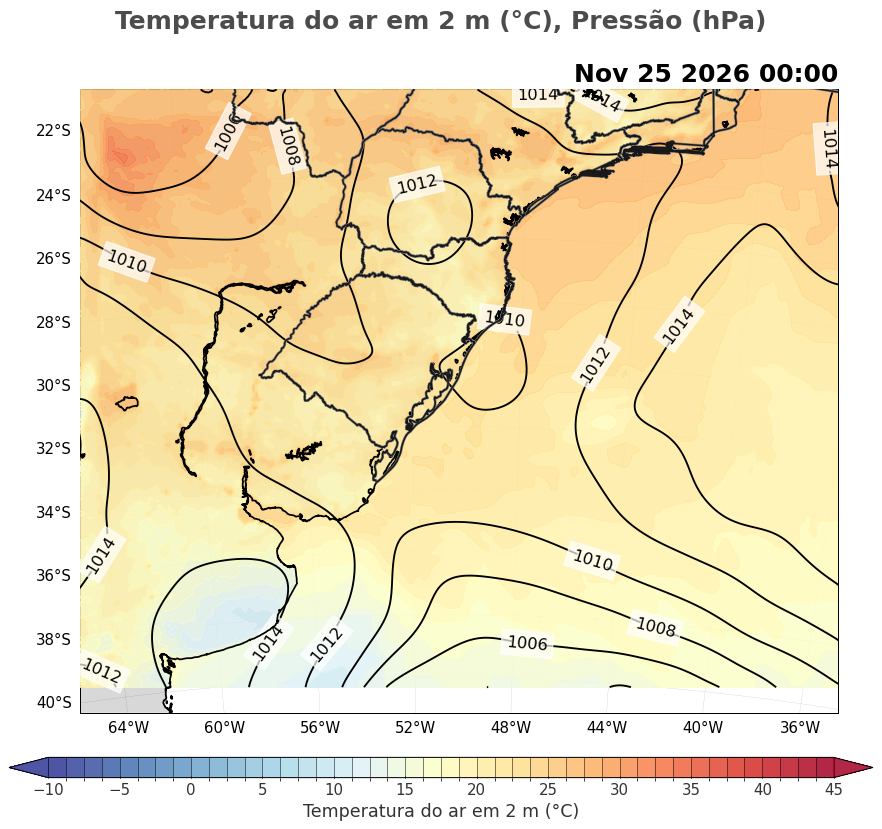 Temperatura do ar em 2 m (°C), Pressão (hPa)
Nov 25 2026 00:00
1014
1014
1006
1008
1014
1012
1010
1010
1014
1012
1014
1010
1008
1014
1012
1006
1012
22°S
24°S
26°S
28°S
30°S
32°S
34°S
36°S
38°S
40°S
64°W 60°W 56°W 52°W 48°W 44°W 40°W 36°W
−10 −5 0 5 10 15 20 25 30 35 40 45
Temperatura do ar em 2 m (°C)